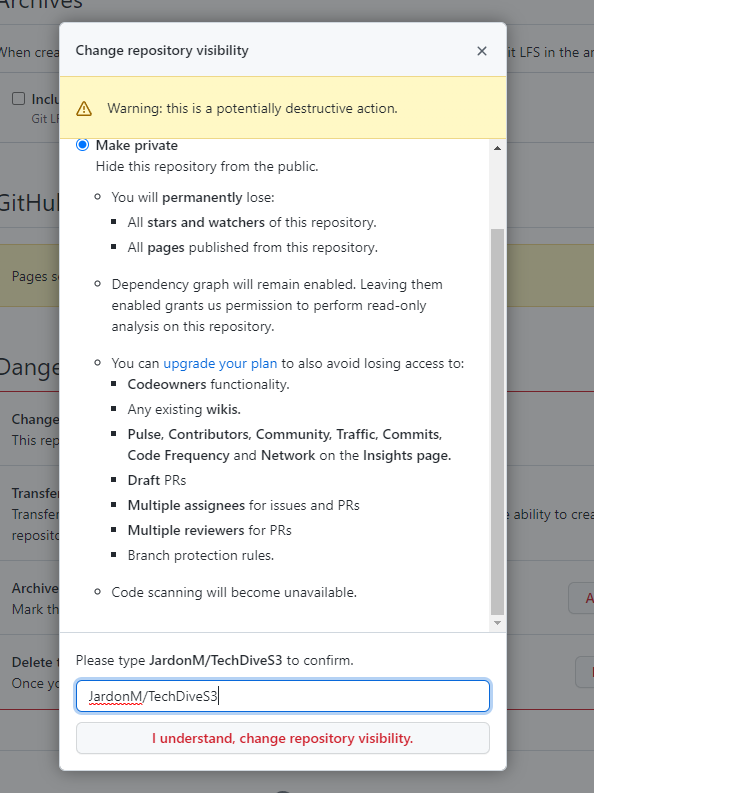 Archives
Change repository visibility
When crea
it LFS in the ar
Warning: this is a potentially destructive action.
Inclu
Git LF
Make private
Hide this repository from the public.
You will permanently lose:
All stars and watchers of this repository.
All pages published from this repository.
GitHul
Pages s
Dependency graph will remain enabled. Leaving them
enabled grants us permission to perform read-only
analysis on this repository.
You can upgrade your plan to also avoid losing access to:
Codeowners functionality.
Any existing wikis.
Pulse, Contributors, Community, Traffic, Commits,
Code Frequency and Network on the Insights page.
Draft PRs
Multiple assignees for issues and PRs
Multiple reviewers for PRs
Branch protection rules.
Code scanning will become unavailable.
Dange
Change
This rep
Transfer
Transfer
ability to crea
reposito
Archive
Mark th
A
Delete t
Once yo
Please type JardonM/TechDiveS3 to confirm.
JardonM/TechDiveS3
I understand, change repository visibility.